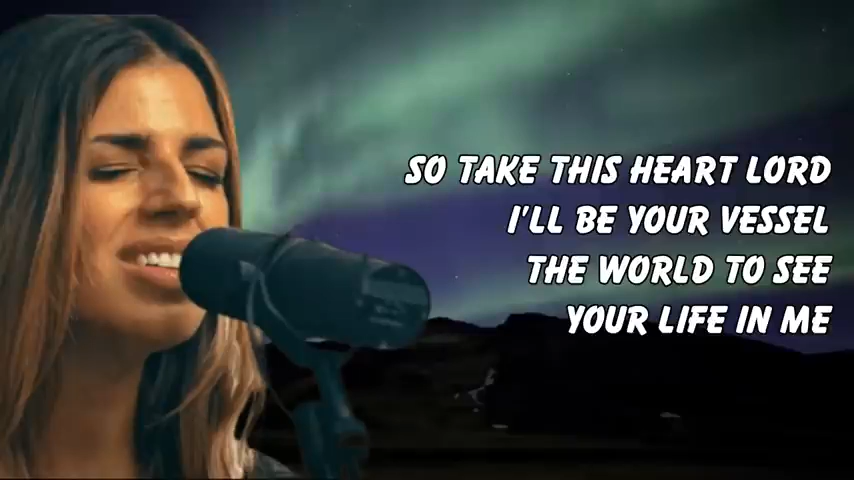 SO TAKE THIS HEART LORD
I'LL BE YOUR VESSEL
THE WORLD TO SEE
YOUR LIFE IN ME